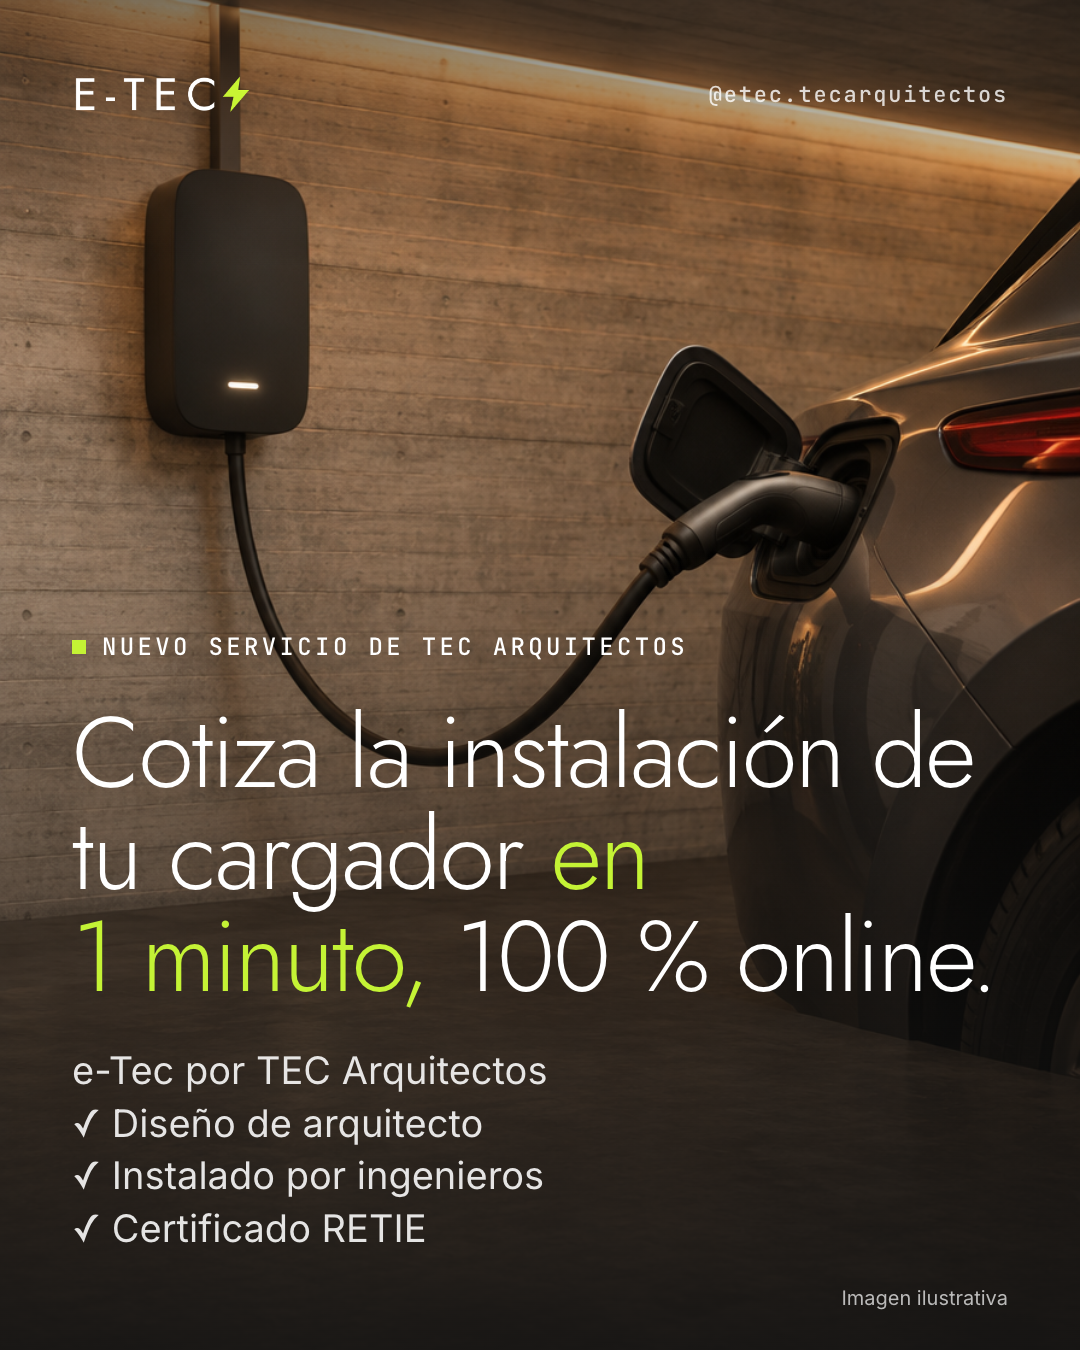 E-TEC
@etec.tecarquitectos
NUEVO SERVICIO DE TEC ARQUITECTOS
Cotiza la instalación de
tu cargador en
1 minuto, 100 % online.
e-Tec por TEC Arquitectos
✓ Diseño de arquitecto
✓ Instalado por ingenieros
✓ Certificado RETIE
Imagen ilustrativa